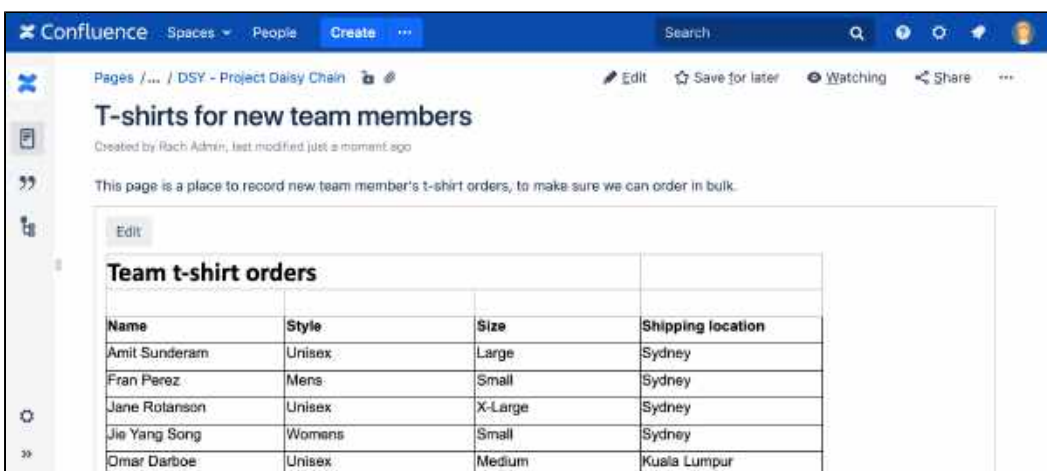 Confluence Spaces People Create ... Search
Pages /... / DSY - Project Daisy Chain Edit Save for later Watching Share ...
T-shirts for new team members
Created by Rach Admin, last modified just a moment ago
This page is a place to record new team member's t-shirt orders, to make sure we can order in bulk.
Edit
Team t-shirt orders
Name Style Size Shipping location
Amit Sunderam Unisex Large Sydney
Fran Perez Mens Small Sydney
Jane Rotanson Unisex X-Large Sydney
Jie Yang Song Womens Small Sydney
Omar Darboe Unisex Medium Kuala Lumpur